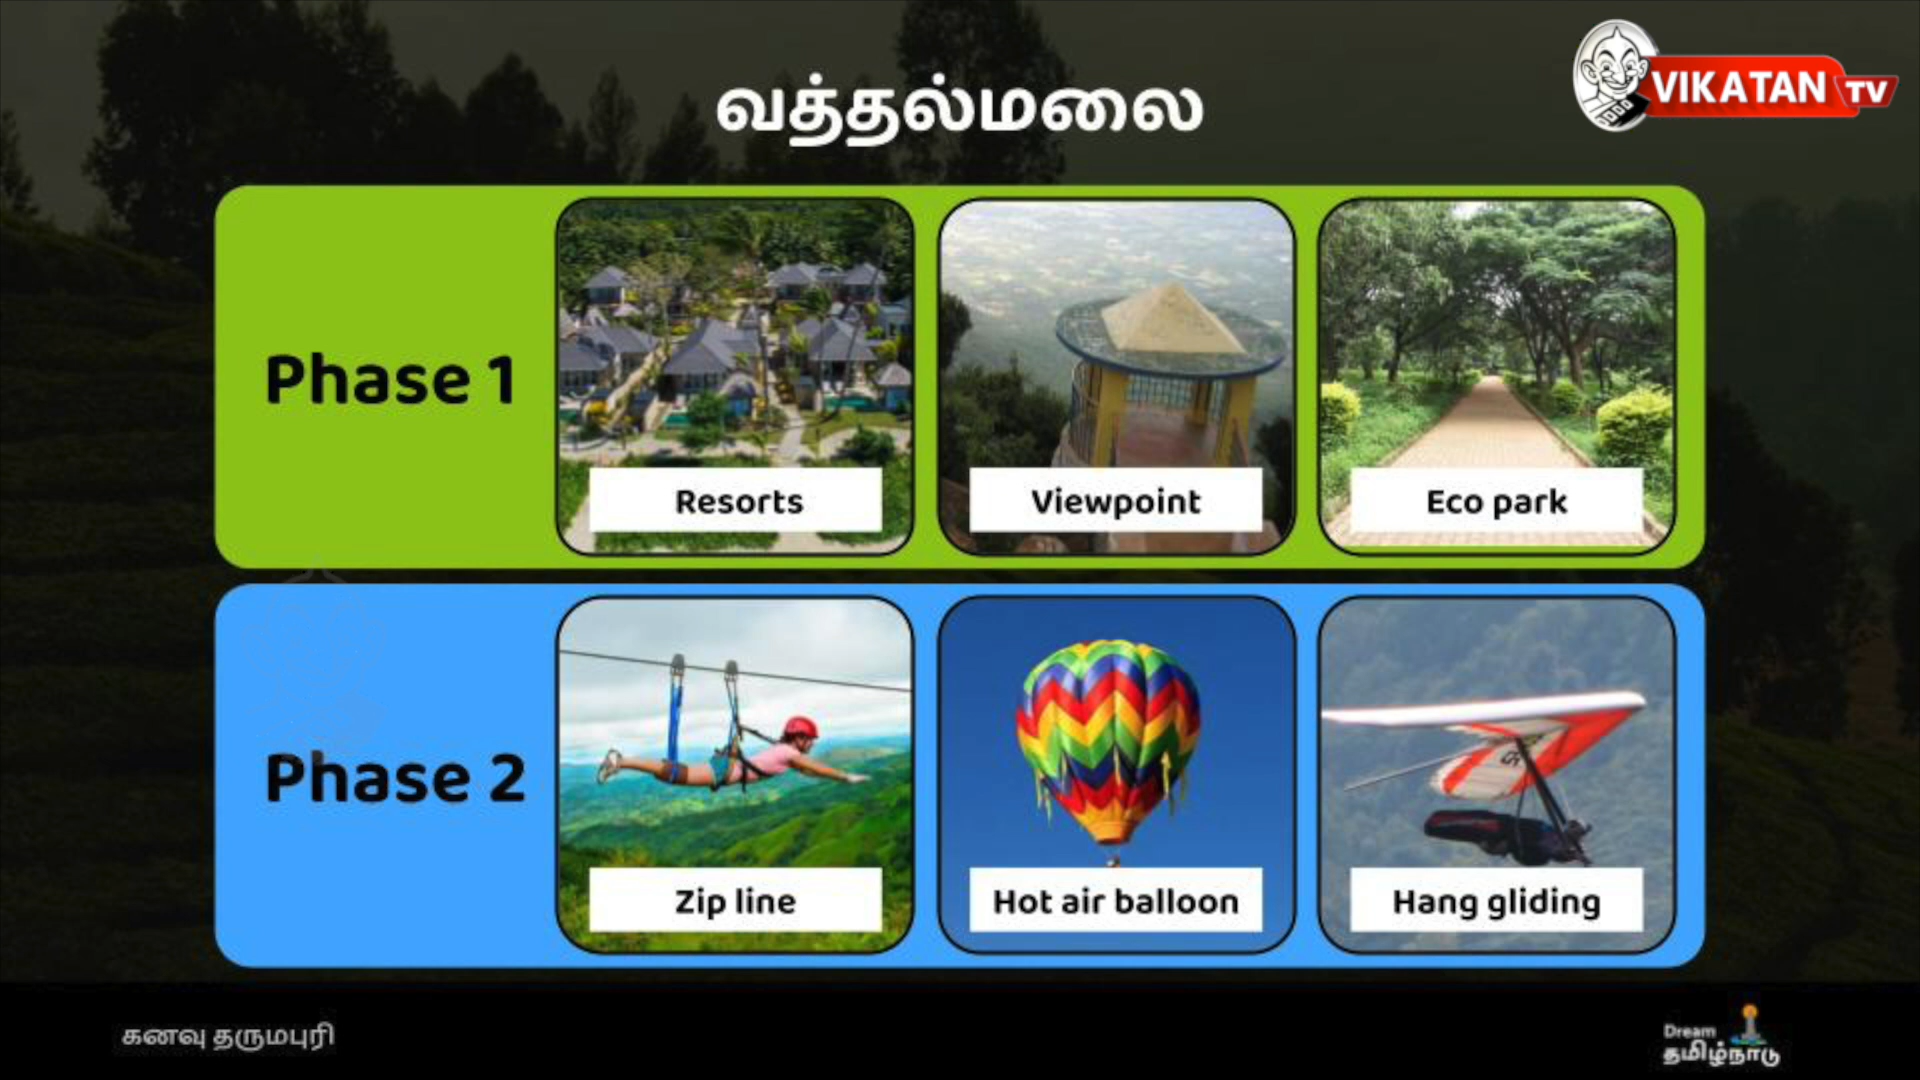 வத்தல்மலை
VIKATAN TV
Phase 1
Resorts
Viewpoint
Eco park
Phase 2
Zip line
Hot air balloon
Hang gliding
கனவு தருமபுரி
Dream
தமிழ்நாடு